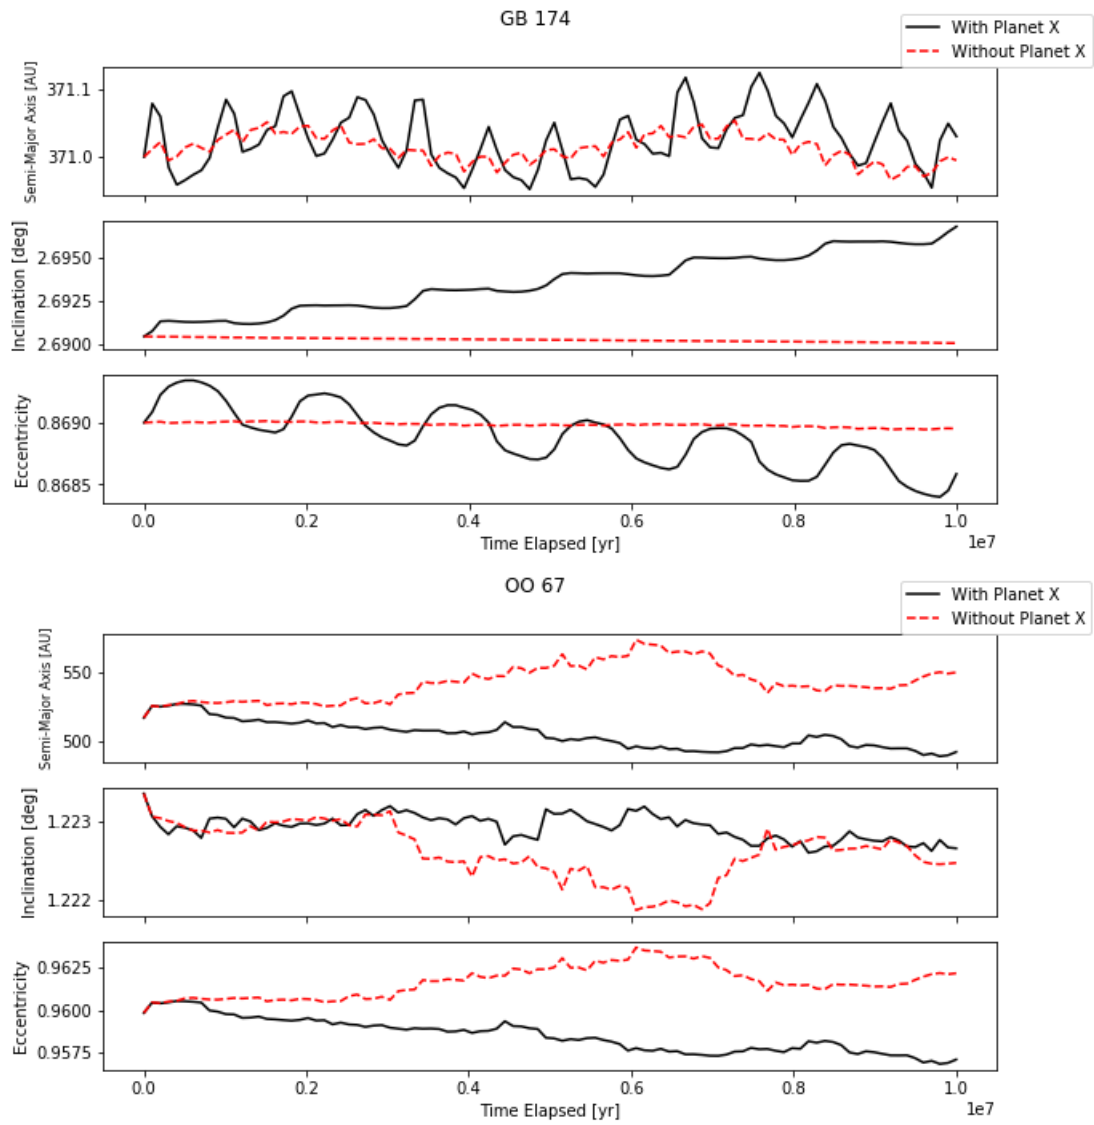 GB 174
With Planet X
Without Planet X
Semi-Major Axis [AU]
371.1
371.0
Inclination [deg]
2.6950
2.6925
2.6900
Eccentricity
0.8690
0.8685
0.0 0.2 0.4 0.6 0.8 1.0
Time Elapsed [yr]
1e7
OO 67
With Planet X
Without Planet X
Semi-Major Axis [AU]
550
500
Inclination [deg]
1.223
1.222
Eccentricity
0.9625
0.9600
0.9575
0.0 0.2 0.4 0.6 0.8 1.0
Time Elapsed [yr]
1e7